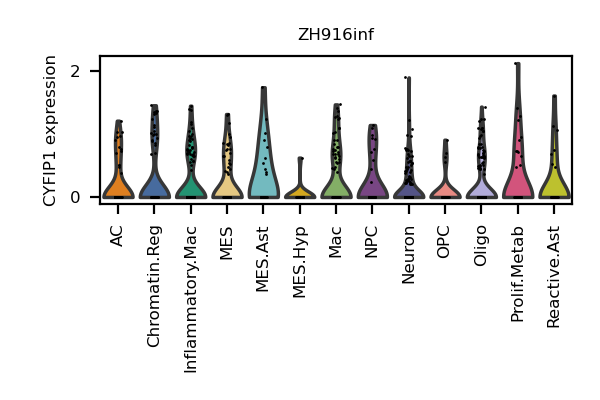 ZH916inf
CYFIP1 expression
2
0
AC
Chromatin.Reg
Inflammatory.Mac
MES
MES.Ast
MES.Hyp
Mac
NPC
Neuron
OPC
Oligo
Prolif.Metab
Reactive.Ast